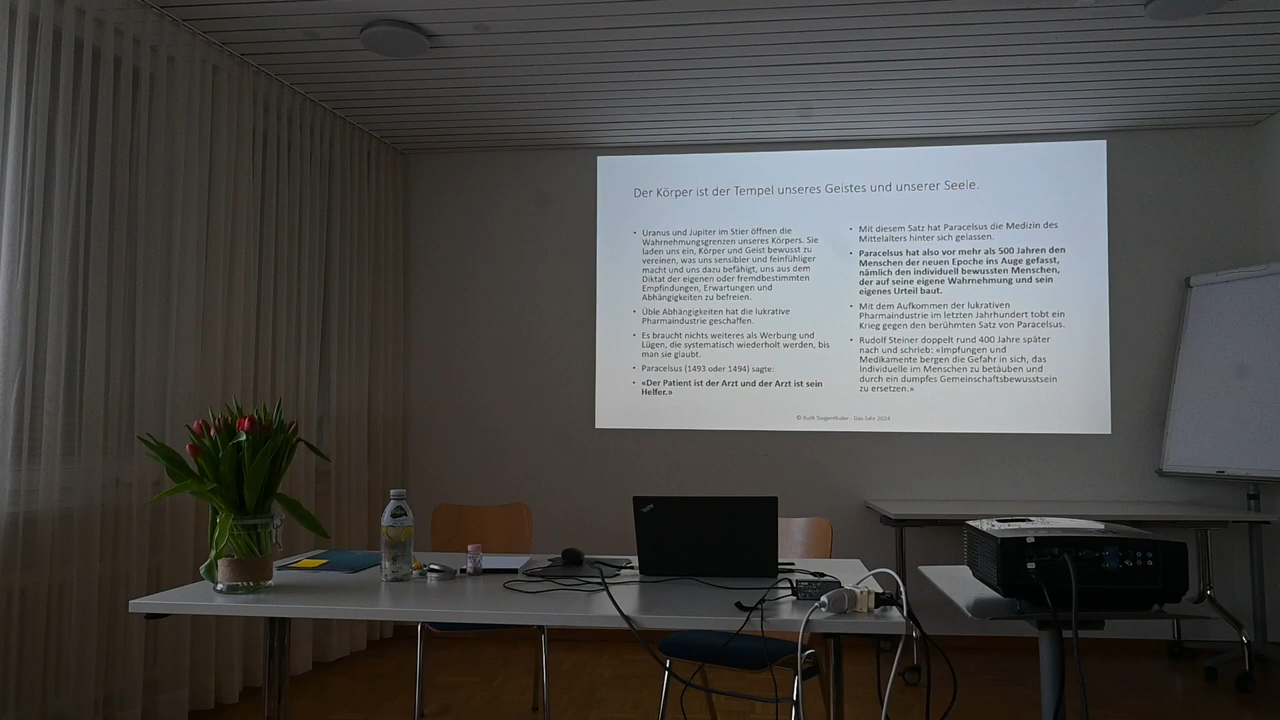 Der Körper ist der Tempel unseres Geistes und unserer Seele.
• Uranus und Jupiter im Stier öffnen die
Wahrnehmungsgrenzen unseres Körpers. Sie
laden uns ein, Körper und Geist bewusst zu
vereinen, was uns sensibler und feinfühliger
macht und uns dazu befähigt, uns aus dem
Diktat der eigenen oder fremdbestimmten
Empfindungen, Erwartungen und
Abhängigkeiten zu befreien.
• Üble Abhängigkeiten hat die lukrative
Pharmaindustrie geschaffen.
• Es braucht nichts weiteres als Werbung und
Lügen, die systematisch wiederholt werden, bis
man sie glaubt.
• Paracelsus (1493 oder 1494) sagte:
• «Der Patient ist der Arzt und der Arzt ist sein
Helfer.»
• Mit diesem Satz hat Paracelsus die Medizin des
Mittelalters hinter sich gelassen.
• Paracelsus hat also vor mehr als 500 Jahren den
Menschen der neuen Epoche ins Auge gefasst,
nämlich den individuell bewussten Menschen,
der auf seine eigene Wahrnehmung und sein
eigenes Urteil baut.
• Mit dem Aufkommen der lukrativen
Pharmaindustrie im letzten Jahrhundert tobt ein
Krieg gegen den berühmten Satz von Paracelsus.
• Rudolf Steiner doppelt rund 400 Jahre später
nach und schrieb: «Impfungen und
Medikamente bergen die Gefahr in sich, das
Individuelle im Menschen zu betäuben und
durch ein dumpfes Gemeinschaftsbewusstsein
zu ersetzen.»
© Ruth Siegenthaler - Das Jahr 2024